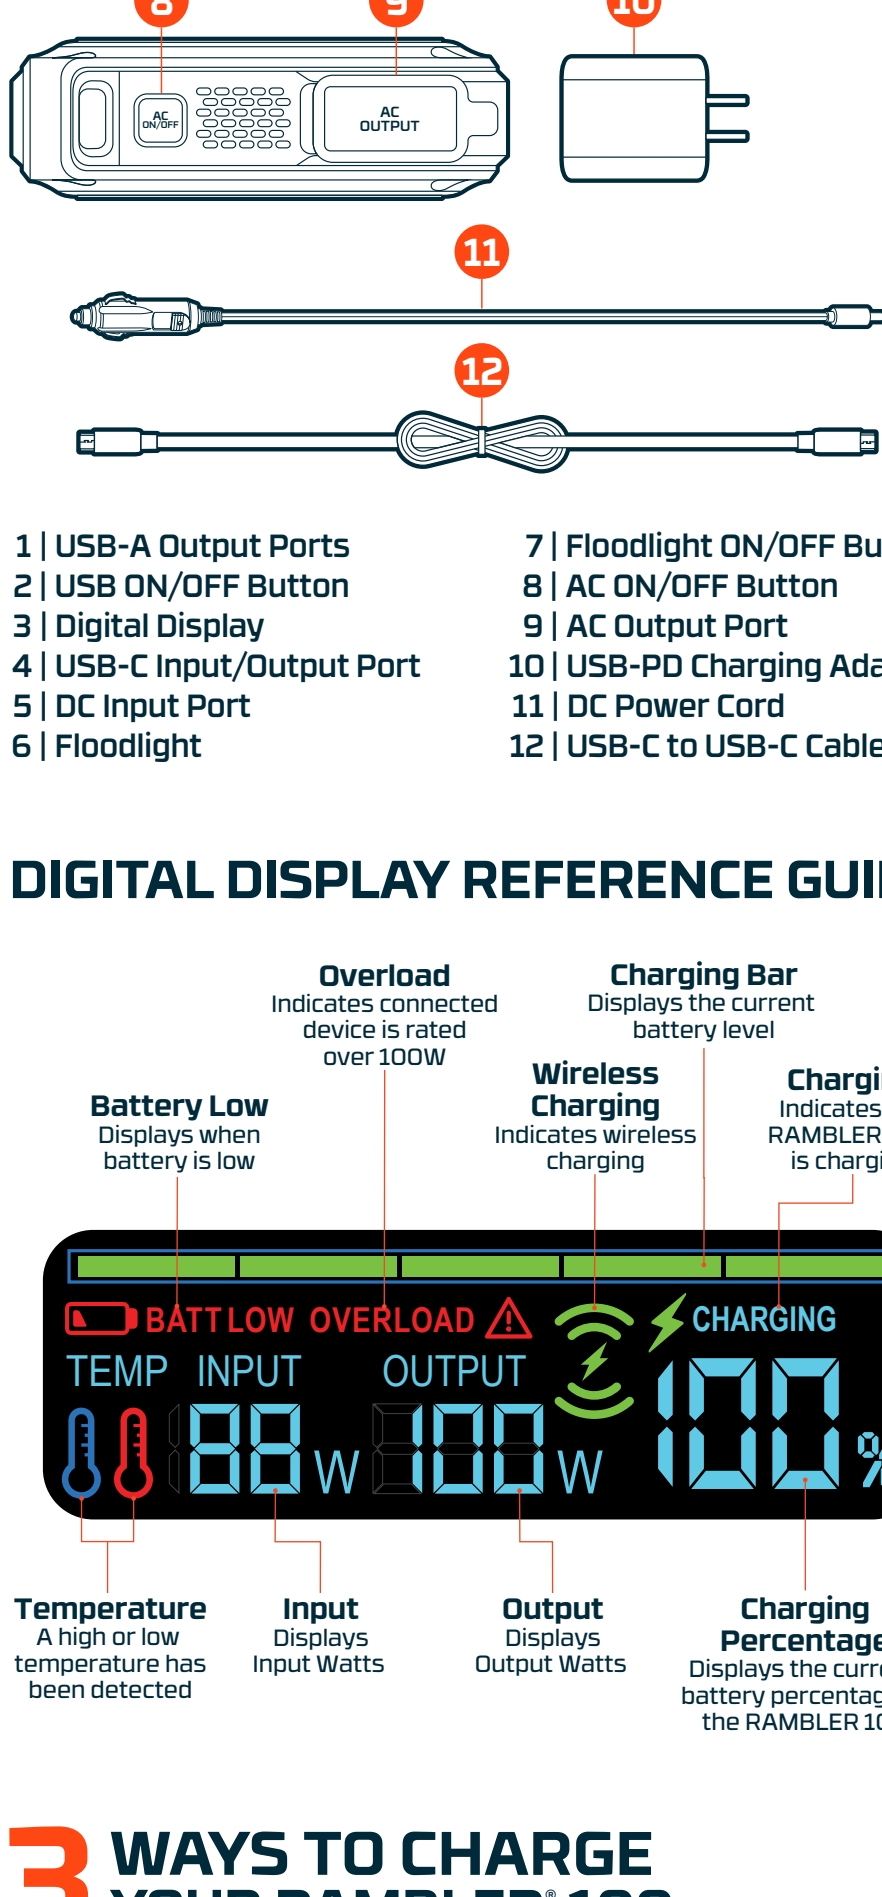 8
9
10
AC
ON/OFF
AC
OUTPUT
11
12
1 | USB-A Output Ports
2 | USB ON/OFF Button
3 | Digital Display
4 | USB-C Input/Output Port
5 | DC Input Port
6 | Floodlight
7 | Floodlight ON/OFF Bu
8 | AC ON/OFF Button
9 | AC Output Port
10 | USB-PD Charging Ada
11 | DC Power Cord
12 | USB-C to USB-C Cable
DIGITAL DISPLAY REFERENCE GUI
Overload
Indicates connected
device is rated
over 100W
Charging Bar
Displays the current
battery level
Battery Low
Displays when
battery is low
Wireless
Charging
Indicates wireless
charging
Chargi
Indicates
RAMBLER
is chargi
BATT LOW OVERLOAD
CHARGING
TEMP INPUT OUTPUT
88 W 100 W 100 %
Temperature
A high or low
temperature has
been detected
Input
Displays
Input Watts
Output
Displays
Output Watts
Charging
Percentage
Displays the curre
battery percentag
the RAMBLER 10
3 WAYS TO CHARGE
YOUR RAMBLER® 100